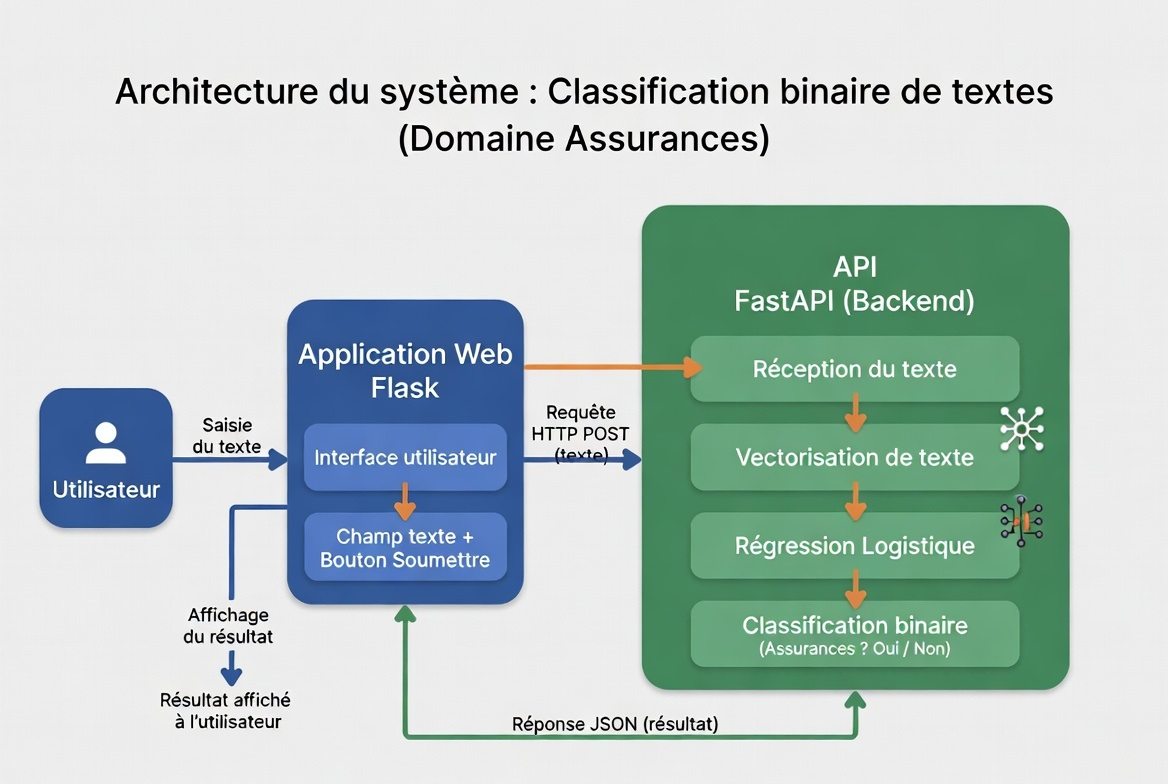 Architecture du système : Classification binaire de textes
(Domaine Assurances)
Utilisateur
Saisie
du texte
Application Web
Flask
Interface utilisateur
Champ texte +
Bouton Soumettre
Requête
HTTP POST
(texte)
API
FastAPI (Backend)
Réception du texte
Vectorisation de texte
Régression Logistique
Classification binaire
(Assurances ? Oui / Non)
Affichage
du résultat
Résultat affiché
à l'utilisateur
Réponse JSON (résultat)